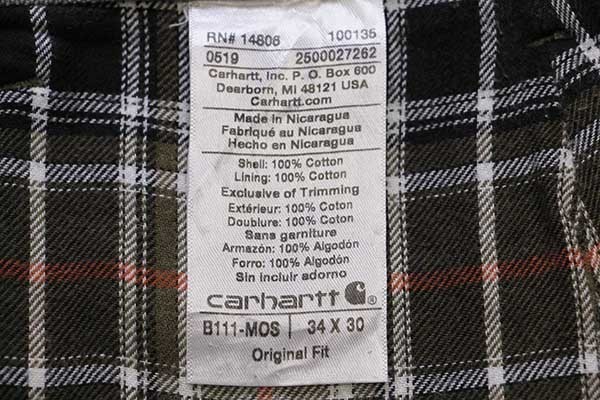 RN# 14806 100135
0519 2500027262
Carhartt, Inc. P. O. Box 600
Dearborn, MI 48121 USA
Carhartt.com
Made in Nicaragua
Fabriqué au Nicaragua
Hecho en Nicaragua
Shell: 100% Cotton
Lining: 100% Cotton
Exclusive of Trimming
Extérieur: 100% Coton
Doublure: 100% Coton
Sans garniture
Armazón: 100% Algodón
Forro: 100% Algodón
Sin incluir adorno
carhartt ®
B111-MOS | 34 X 30
Original Fit